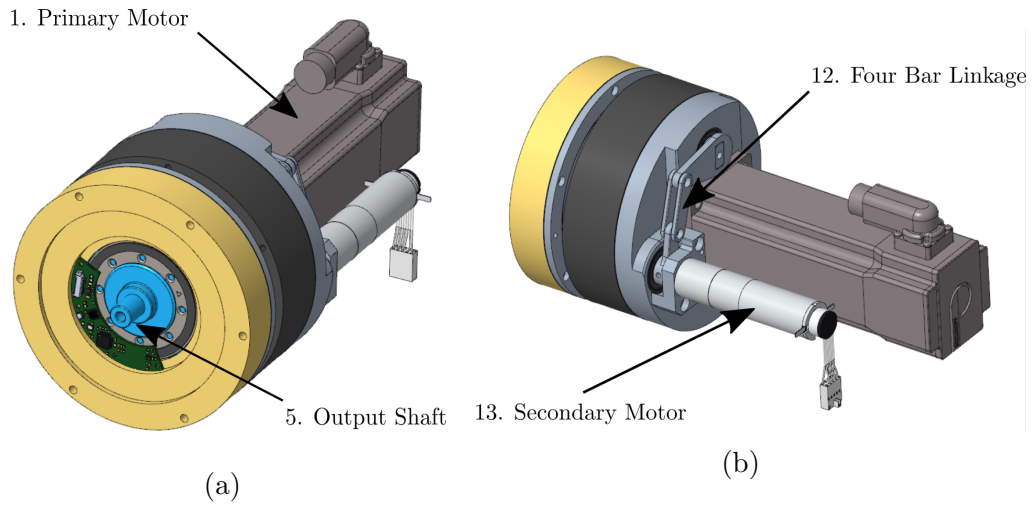 1. Primary Motor
12. Four Bar Linkage
5. Output Shaft
13. Secondary Motor
(a)
(b)